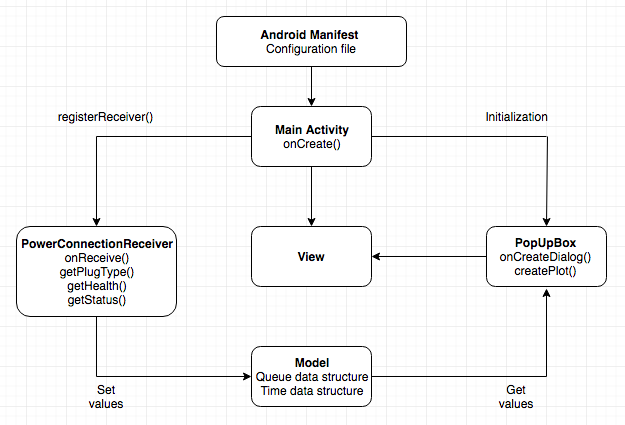 Android Manifest
Configuration file
registerReceiver()
Main Activity
onCreate()
Initialization
PowerConnectionReceiver
onReceive()
getPlugType()
getHealth()
getStatus()
View
PopUpBox
onCreateDialog()
createPlot()
Set
values
Model
Queue data structure
Time data structure
Get
values